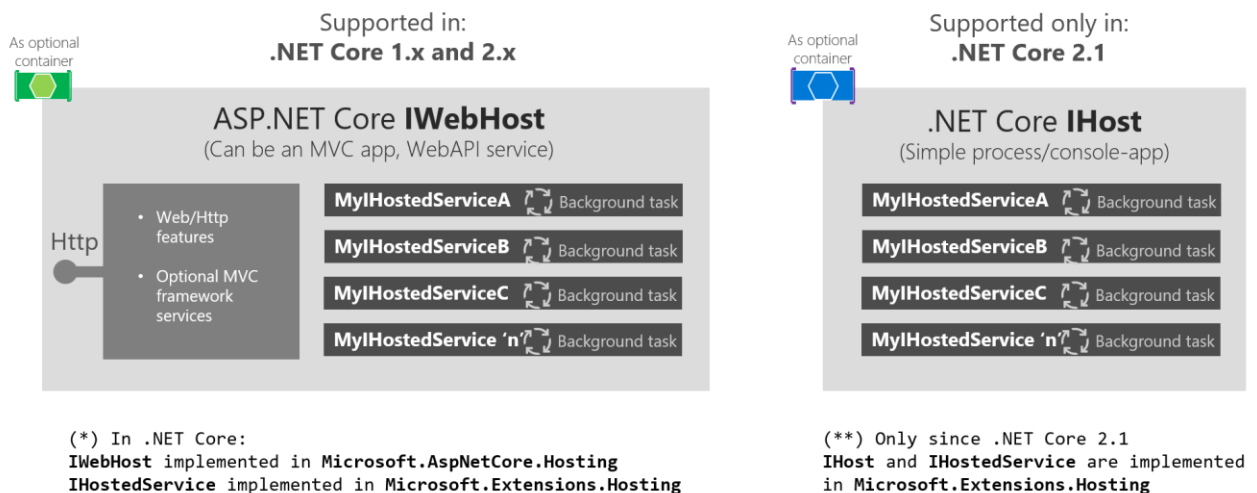 Supported in:
.NET Core 1.x and 2.x
As optional
container
ASP.NET Core IWebHost
(Can be an MVC app, WebAPI service)
Http
• Web/Http
features
• Optional MVC
framework
services
MyIHostedServiceA Background task
MyIHostedServiceB Background task
MyIHostedServiceC Background task
MyIHostedService ‘n’ Background task
(*) In .NET Core:
IWebHost implemented in Microsoft.AspNetCore.Hosting
IHostedService implemented in Microsoft.Extensions.Hosting
Supported only in:
.NET Core 2.1
As optional
container
.NET Core IHost
(Simple process/console-app)
MyIHostedServiceA Background task
MyIHostedServiceB Background task
MyIHostedServiceC Background task
MyIHostedService ‘n’ Background task
(**) Only since .NET Core 2.1
IHost and IHostedService are implemented
in Microsoft.Extensions.Hosting